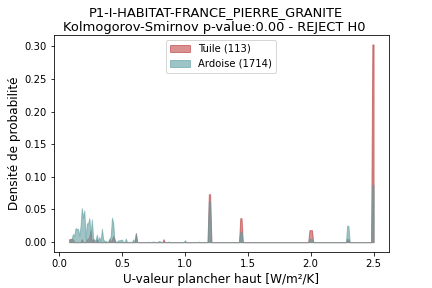 P1-I-HABITAT-FRANCE_PIERRE_GRANITE
Kolmogorov-Smirnov p-value:0.00 - REJECT H0
Tuile (113)
Ardoise (1714)
Densité de probabilité
0.30
0.25
0.20
0.15
0.10
0.05
0.00
0.0 0.5 1.0 1.5 2.0 2.5
U-valeur plancher haut [W/m²/K]